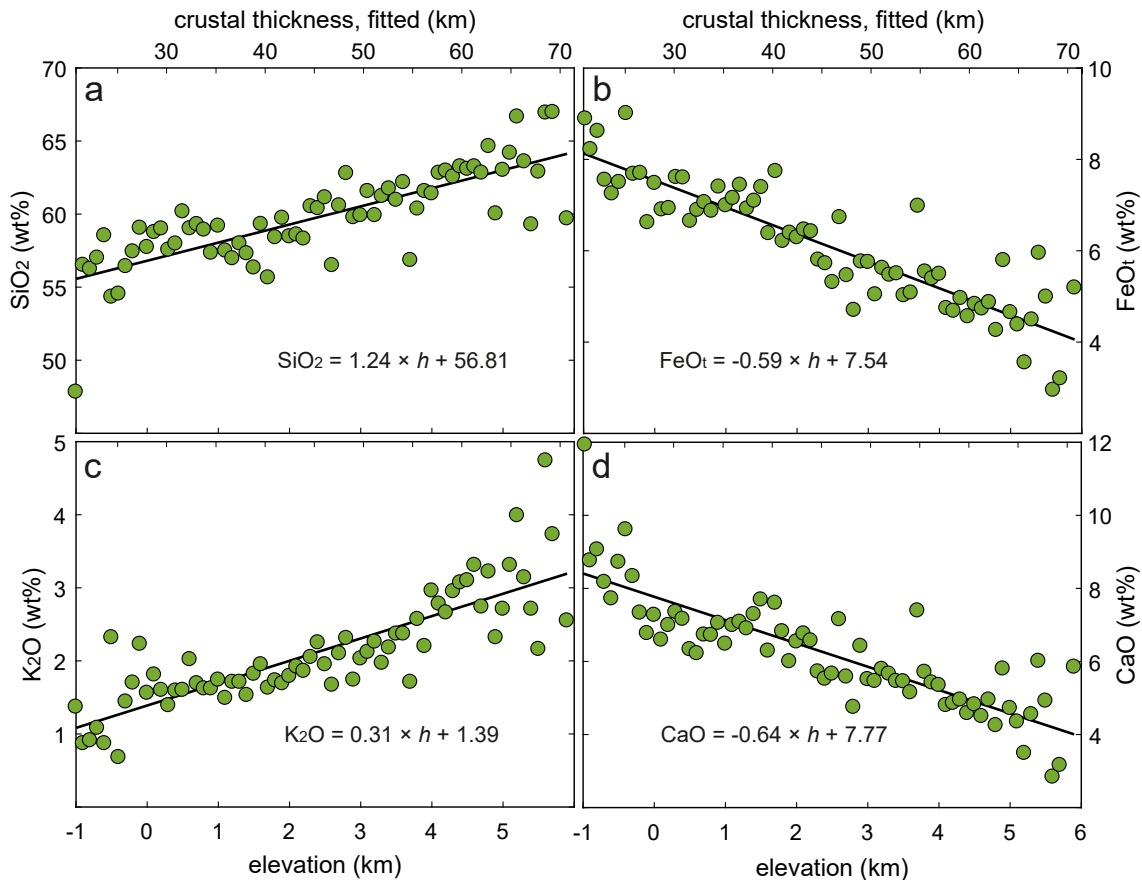 crustal thickness, fitted (km) crustal thickness, fitted (km)
30 40 50 60 70 30 40 50 60 70
70 a b 10
65 8
60 6
55 4
50
SiO2 (wt%)
FeOt (wt%)
SiO2 = 1.24 × h + 56.81
FeOt = -0.59 × h + 7.54
5 c d 12
4 10
3 8
2 6
1 4
K2O (wt%)
CaO (wt%)
K2O = 0.31 × h + 1.39
CaO = -0.64 × h + 7.77
-1 0 1 2 3 4 5 -1 0 1 2 3 4 5 6
elevation (km) elevation (km)